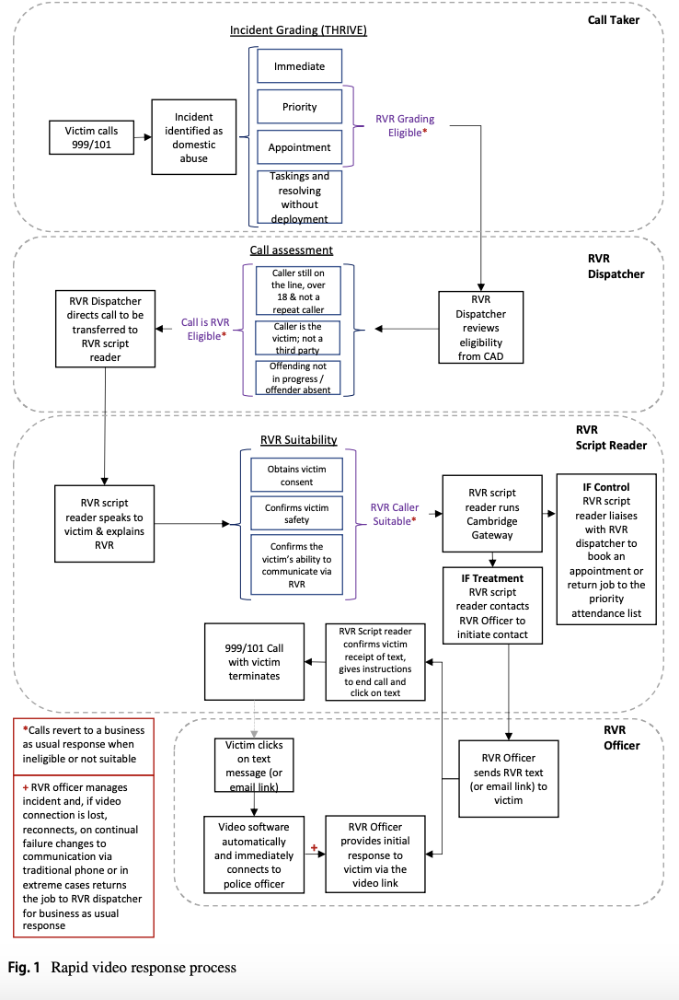 Call Taker
Incident Grading (THRIVE)
Immediate
Priority
Appointment
Taskings and
resolving
without
deployment
Victim calls
999/101
Incident
identified as
domestic
abuse
RVR Grading
Eligible*
RVR
Dispatcher
Call assessment
Caller still on
the line, over
18 & not a
repeat caller
Caller is the
victim; not a
third party
Offending not
in progress /
offender absent
RVR
Dispatcher
reviews
eligibility
from CAD
Call is RVR
Eligible*
RVR Dispatcher
directs call to be
transferred to
RVR script
reader
RVR
Script Reader
RVR Suitability
RVR script
reader speaks to
victim & explains
RVR
Obtains victim
consent
Confirms victim
safety
Confirms the
victim's ability to
communicate via
RVR
RVR Caller
Suitable*
RVR script
reader runs
Cambridge
Gateway
IF Control
RVR script
reader liaises
with RVR
dispatcher to
book an
appointment or
return job to the
priority
attendance list
IF Treatment
RVR script
reader contacts
RVR Officer to
initiate contact
RVR Script reader
confirms victim
receipt of text,
gives instructions
to end call and
click on text
999/101 Call
with victim
terminates
RVR
Officer
RVR Officer
sends RVR text
(or email link) to
victim
Victim clicks
on text
message (or
email link)
Video software
automatically
and immediately
connects to
police officer
+
RVR Officer
provides initial
response to
victim via the
video link
*Calls revert to a business
as usual response when
ineligible or not suitable
+ RVR officer manages
incident and, if video
connection is lost,
reconnects, on continual
failure changes to
communication via
traditional phone or in
extreme cases returns
the job to RVR dispatcher
for business as usual
response
Fig. 1 Rapid video response process